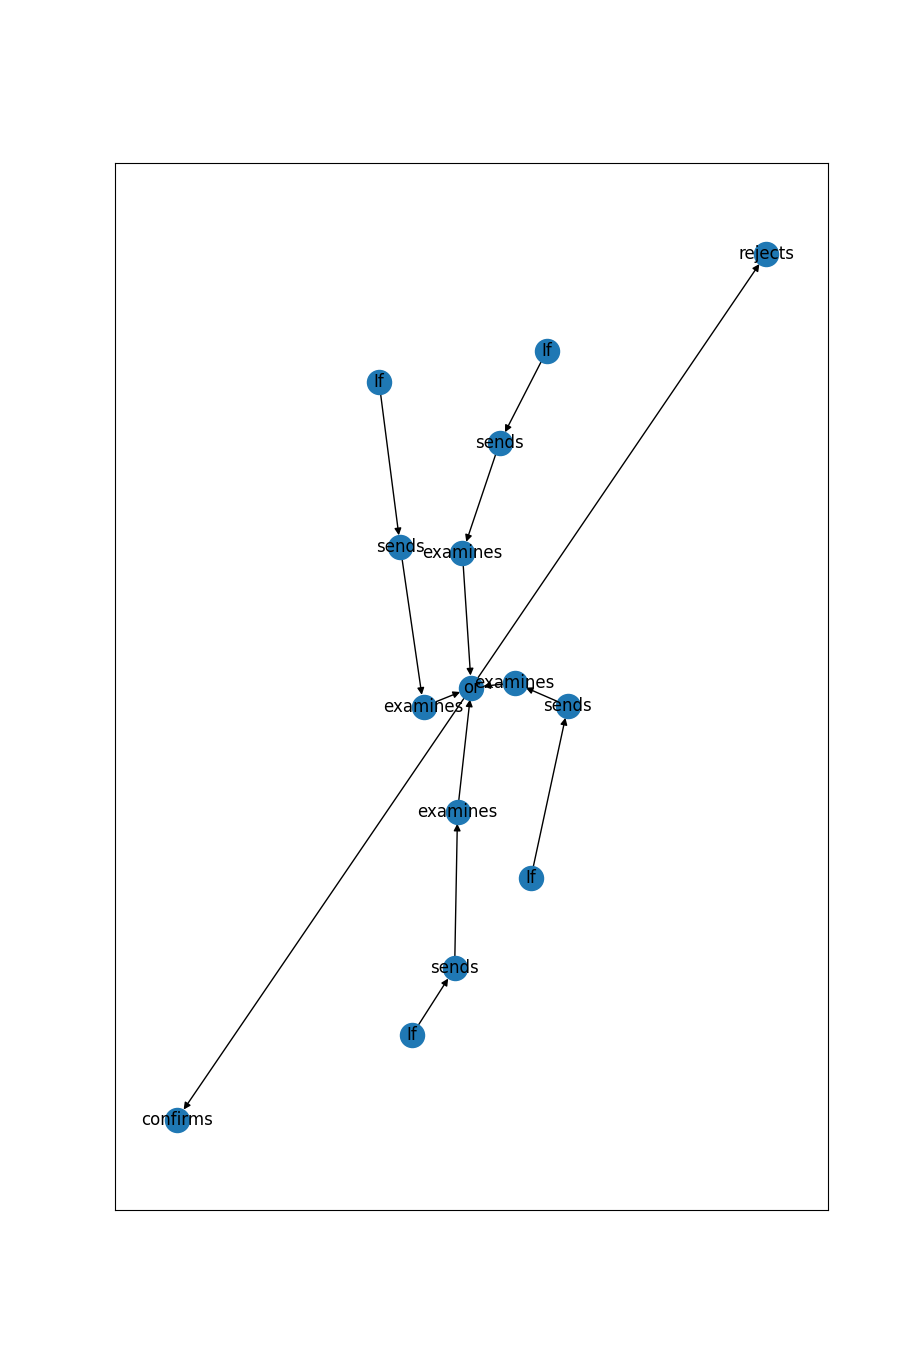 rejects
If
If
sends
sends
examines
or
examines
examines
sends
examines
If
sends
If
confirms